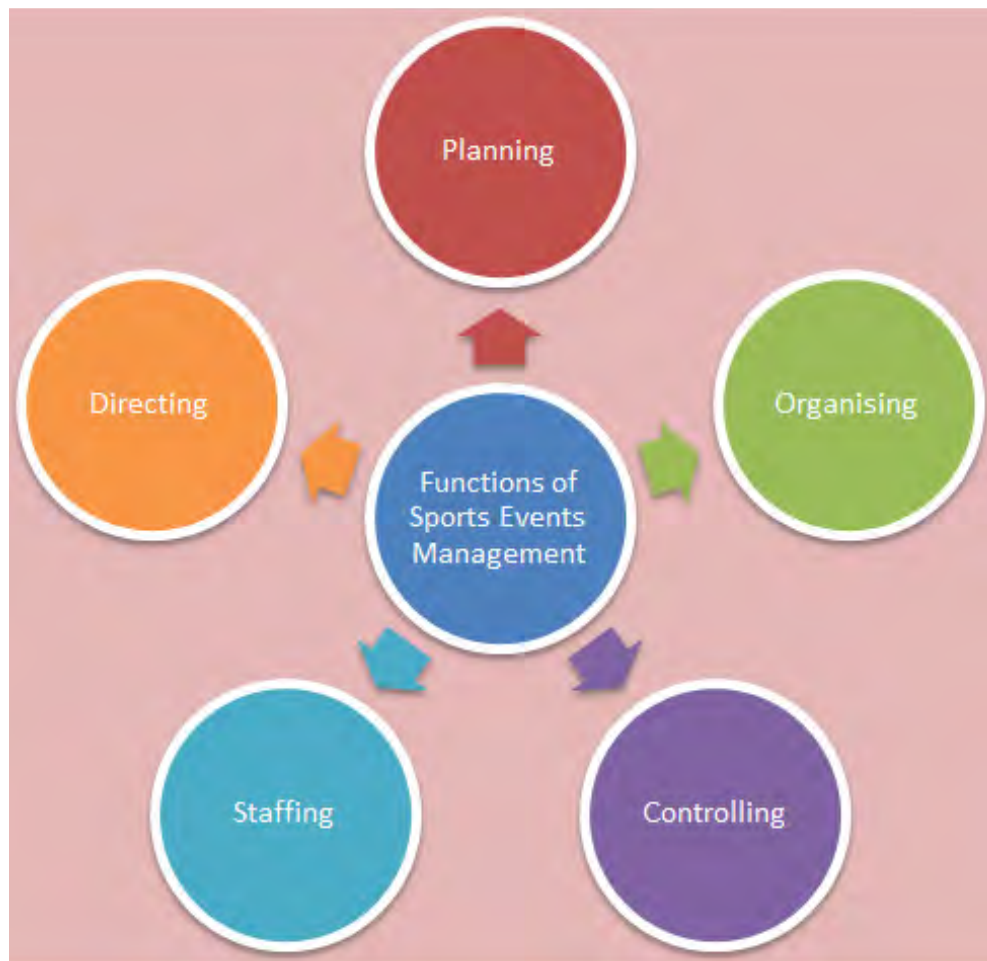 Planning
Directing
Organising
Functions of
Sports Events
Management
Staffing
Controlling